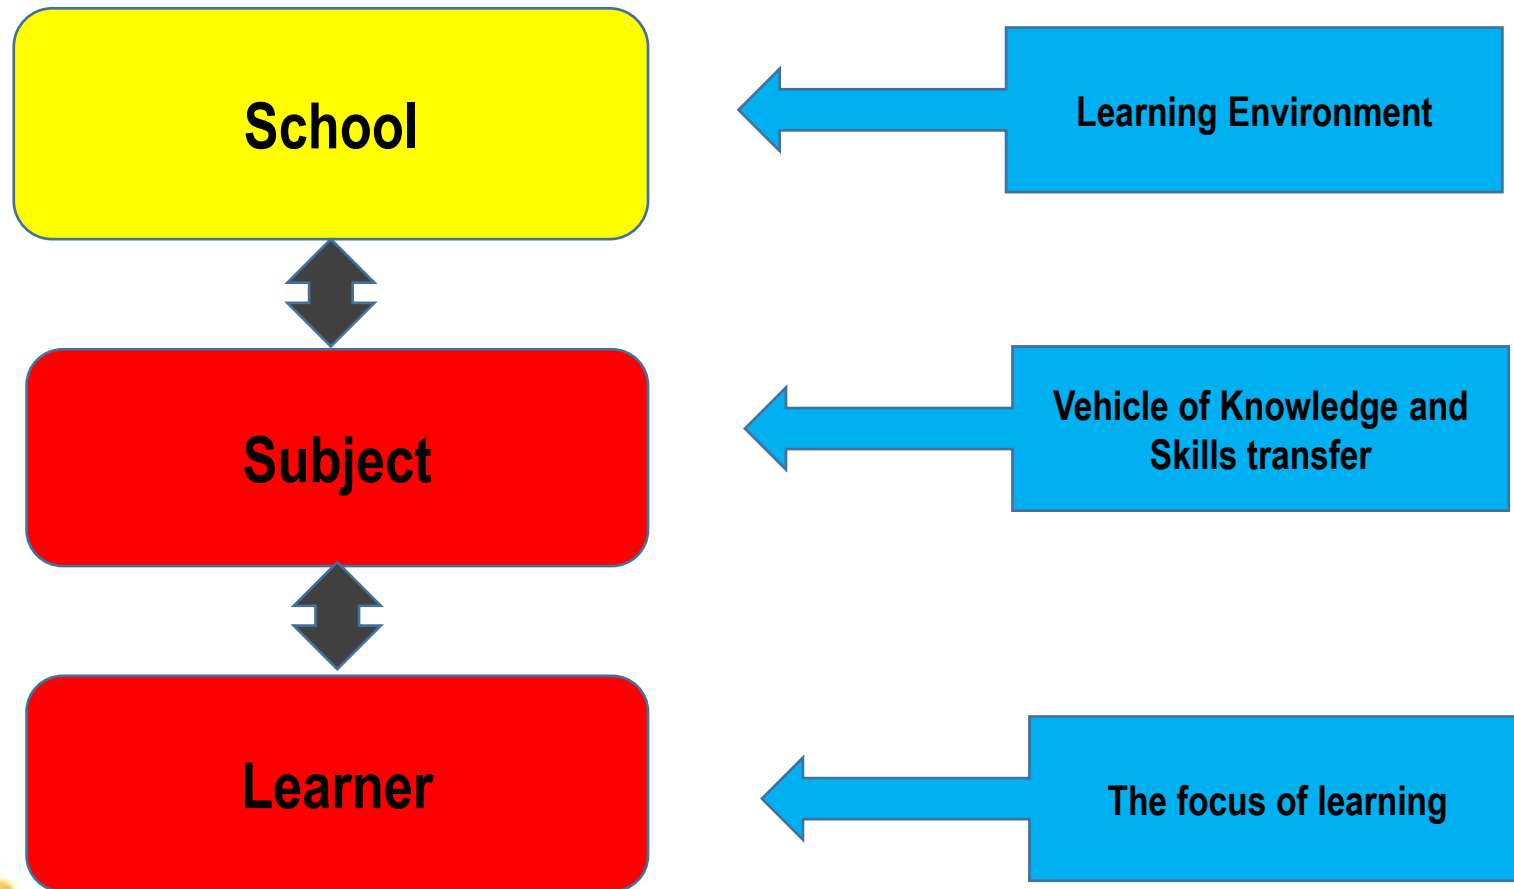 School
Learning Environment
Subject
Vehicle of Knowledge and
Skills transfer
Learner
The focus of learning